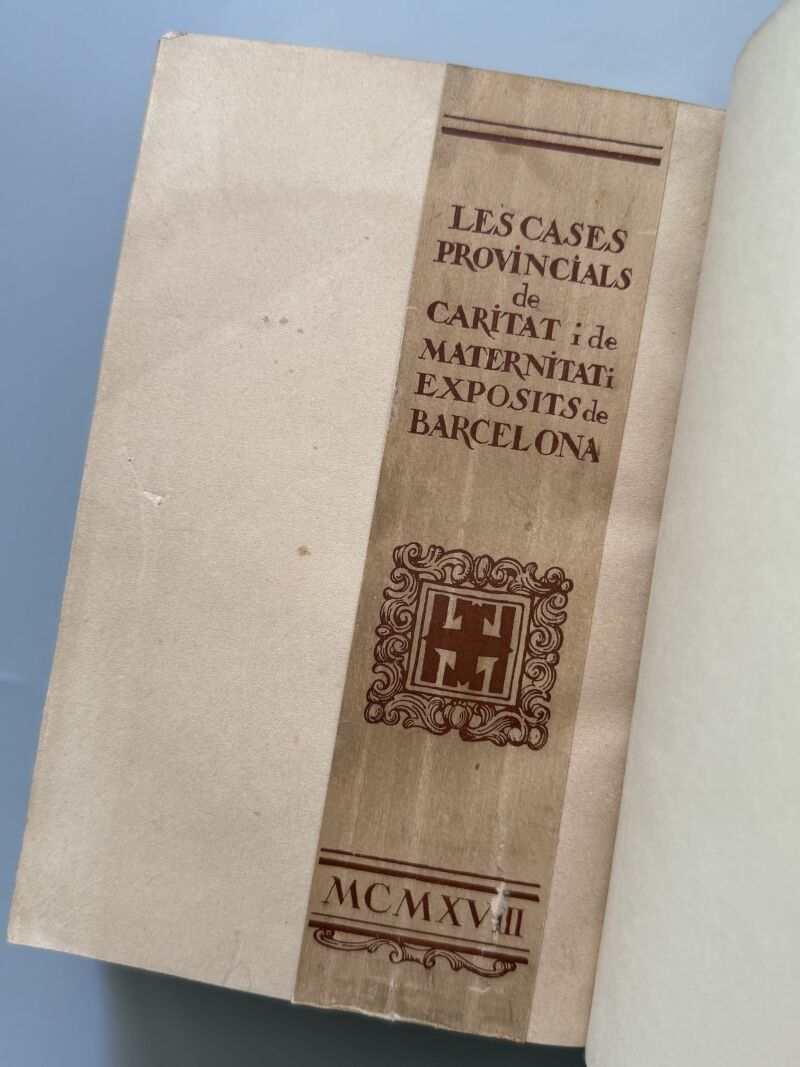 LES CASES
PROVINCIALS
de
CARITAT i de
MATERNITAT i
EXPOSITS de
BARCELONA
MCMXVIII